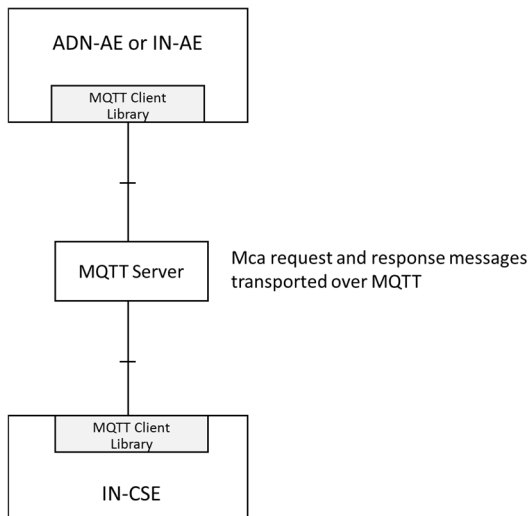 ADN-AE or IN-AE
MQTT Client
Library
MQTT Server
Mca request and response messages
transported over MQTT
MQTT Client
Library
IN-CSE